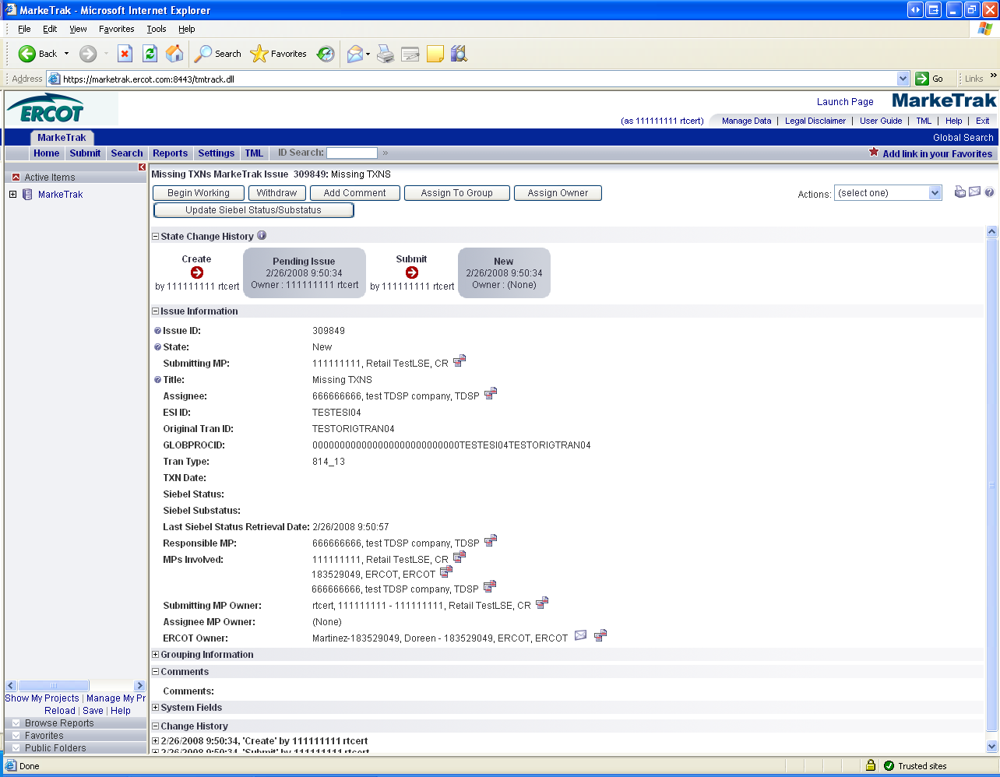 MarkeTrak - Microsoft Internet Explorer
File Edit View Favorites Tools Help
Back Search Favorites
Address https://marketrak.ercot.com:8443/tmtrack.dll Go Links »
ERCOT
Launch Page MarkeTrak
(as 111111111 rtcert) Manage Data | Legal Disclaimer | User Guide | TML | Help | Exit
MarkeTrak Global Search
Home Submit Search Reports Settings TML ID Search: » Add link in your Favorites
Active Items
MarkeTrak
Missing TXNs MarkeTrak Issue 309849: Missing TXNS
Begin Working Withdraw Add Comment Assign To Group Assign Owner
Actions: (select one)
Update Siebel Status/Substatus
State Change History
Create Pending Issue Submit New
2/26/2008 9:50:34 2/26/2008 9:50:34
by 111111111 rtcert Owner : 111111111 rtcert by 111111111 rtcert Owner : (None)
Issue Information
Issue ID: 309849
State: New
Submitting MP: 111111111, Retail TestLSE, CR
Title: Missing TXNS
Assignee: 666666666, test TDSP company, TDSP
ESI ID: TESTESI04
Original Tran ID: TESTORIGTRAN04
GLOBPROCID: 000000000000000000000000000TESTESI04TESTORIGTRAN04
Tran Type: 814_13
TXN Date:
Siebel Status:
Siebel Substatus:
Last Siebel Status Retrieval Date: 2/26/2008 9:50:57
Responsible MP: 666666666, test TDSP company, TDSP
MPs Involved: 111111111, Retail TestLSE, CR
183529049, ERCOT, ERCOT
666666666, test TDSP company, TDSP
Submitting MP Owner: rtcert, 111111111 - 111111111, Retail TestLSE, CR
Assignee MP Owner: (None)
ERCOT Owner: Martinez-183529049, Doreen - 183529049, ERCOT, ERCOT
Grouping Information
Comments
Comments:
System Fields
Change History
2/26/2008 9:50:34, 'Create' by 111111111 rtcert
2/26/2008 9:50:34, 'Submit' by 111111111 rtcert
Show My Projects | Manage My Pr
Reload | Save | Help
Browse Reports
Favorites
Public Folders
Done Trusted sites